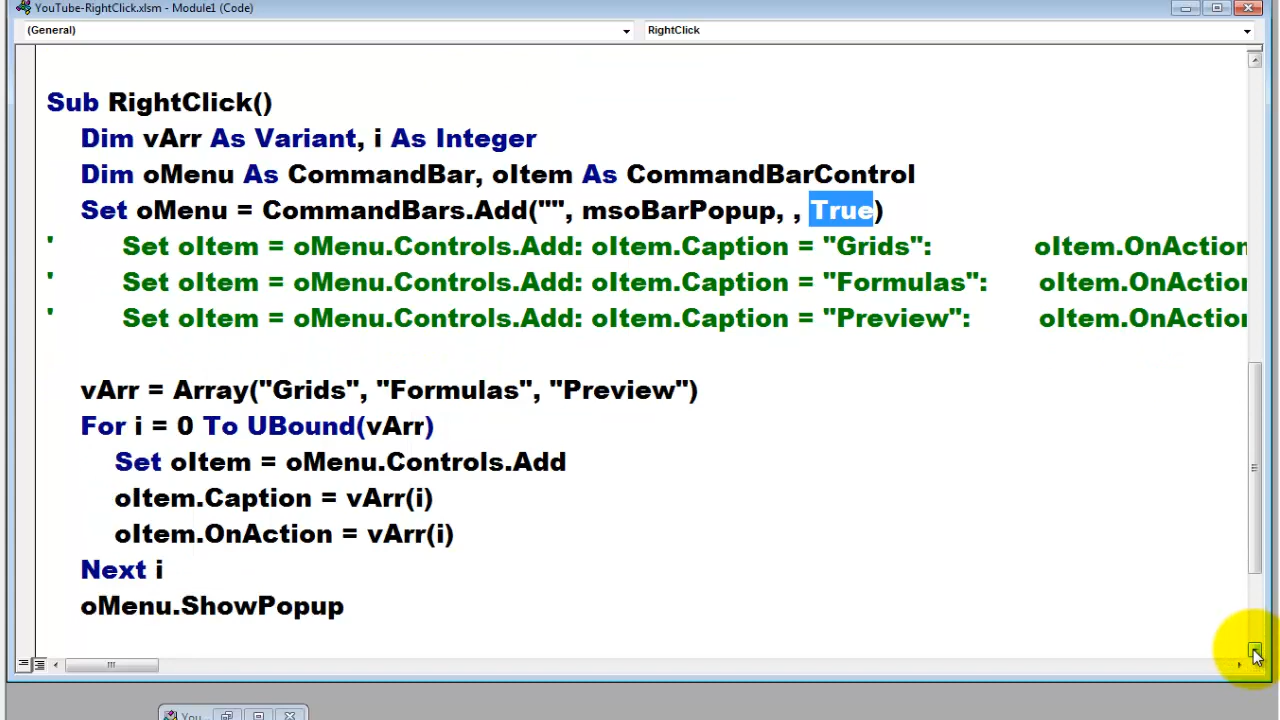 YouTube-RightClick.xlsm - Module1 (Code)
(General) RightClick
Sub RightClick()
Dim vArr As Variant, i As Integer
Dim oMenu As CommandBar, oItem As CommandBarControl
Set oMenu = CommandBars.Add("", msoBarPopup, , True)
' Set oItem = oMenu.Controls.Add: oItem.Caption = "Grids": oItem.OnAction
' Set oItem = oMenu.Controls.Add: oItem.Caption = "Formulas": oItem.OnAction
' Set oItem = oMenu.Controls.Add: oItem.Caption = "Preview": oItem.OnAction
vArr = Array("Grids", "Formulas", "Preview")
For i = 0 To UBound(vArr)
Set oItem = oMenu.Controls.Add
oItem.Caption = vArr(i)
oItem.OnAction = vArr(i)
Next i
oMenu.ShowPopup
You...